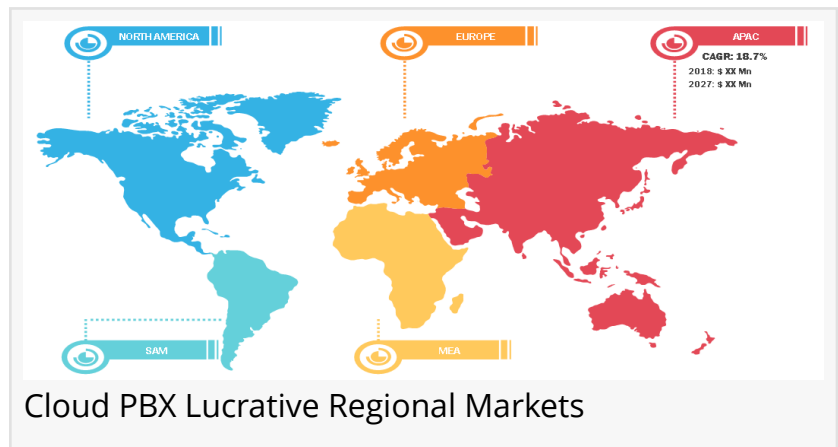 NORTH AMERICA
EUROPE
APAC
CAGR: 18.7%
2018: $ XX Mn
2027: $ XX Mn
SAM
MEA
Cloud PBX Lucrative Regional Markets